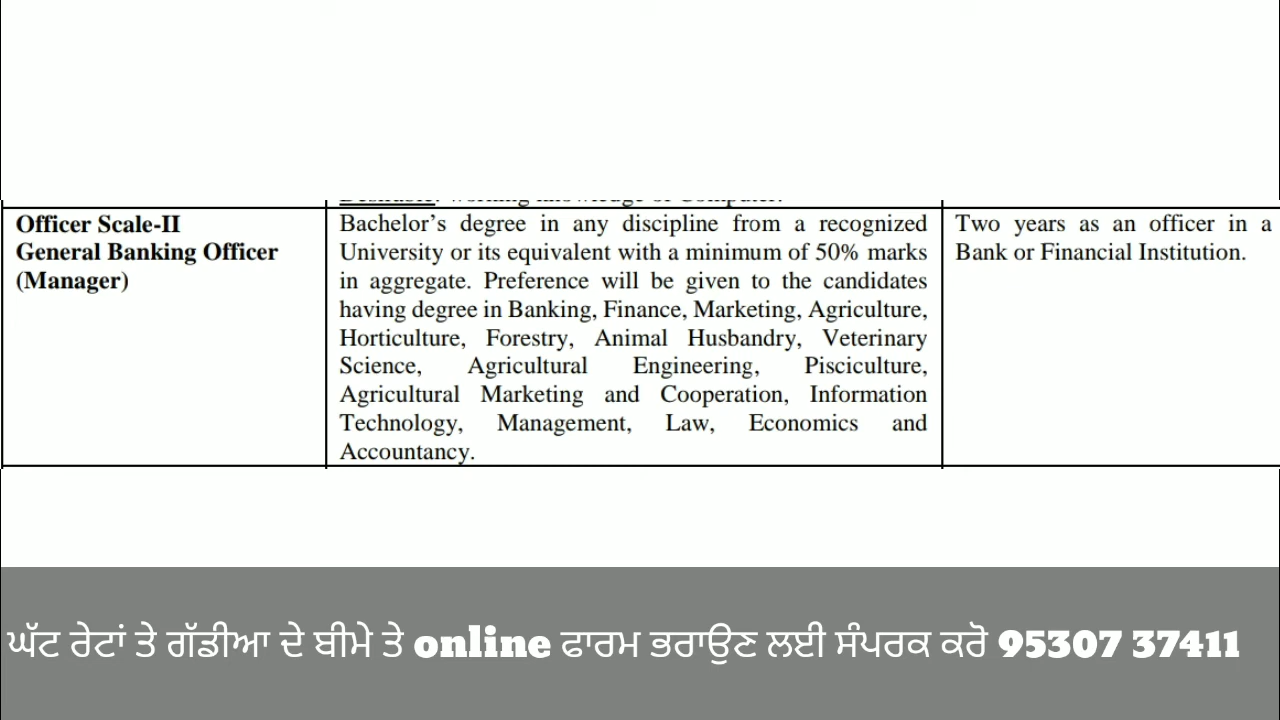 Officer Scale-II
General Banking Officer
(Manager)
Bachelor’s degree in any discipline from a recognized
University or its equivalent with a minimum of 50% marks
in aggregate. Preference will be given to the candidates
having degree in Banking, Finance, Marketing, Agriculture,
Horticulture, Forestry, Animal Husbandry, Veterinary
Science, Agricultural Engineering, Pisciculture,
Agricultural Marketing and Cooperation, Information
Technology, Management, Law, Economics and
Accountancy.
Two years as an officer in a
Bank or Financial Institution.
ਘੱਟ ਰੇਟਾਂ ਤੇ ਗੱਡੀਆ ਦੇ ਬੀਮੇ ਤੇ online ਫਾਰਮ ਭਰਾਉਣ ਲਈ ਸੰਪਰਕ ਕਰੋ 95307 37411